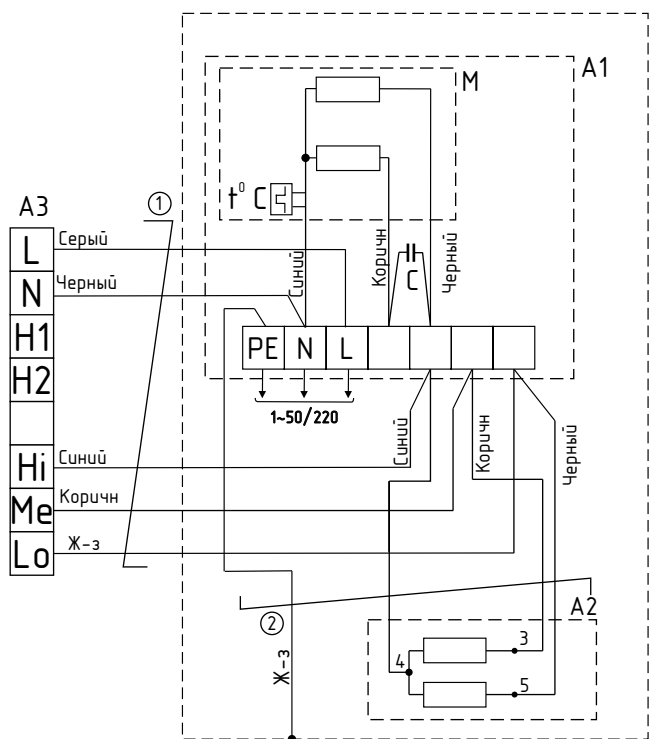 A1
M
t° C
A3
1
L
Серый
N
Черный
H1
H2
Hi
Синий
Me
Коричн
Lo
Ж-з
Синий
Коричн
C
Черный
PE
N
L
1~50/220
Синий
Коричн
Черный
2
Ж-з
A2
3
4
5